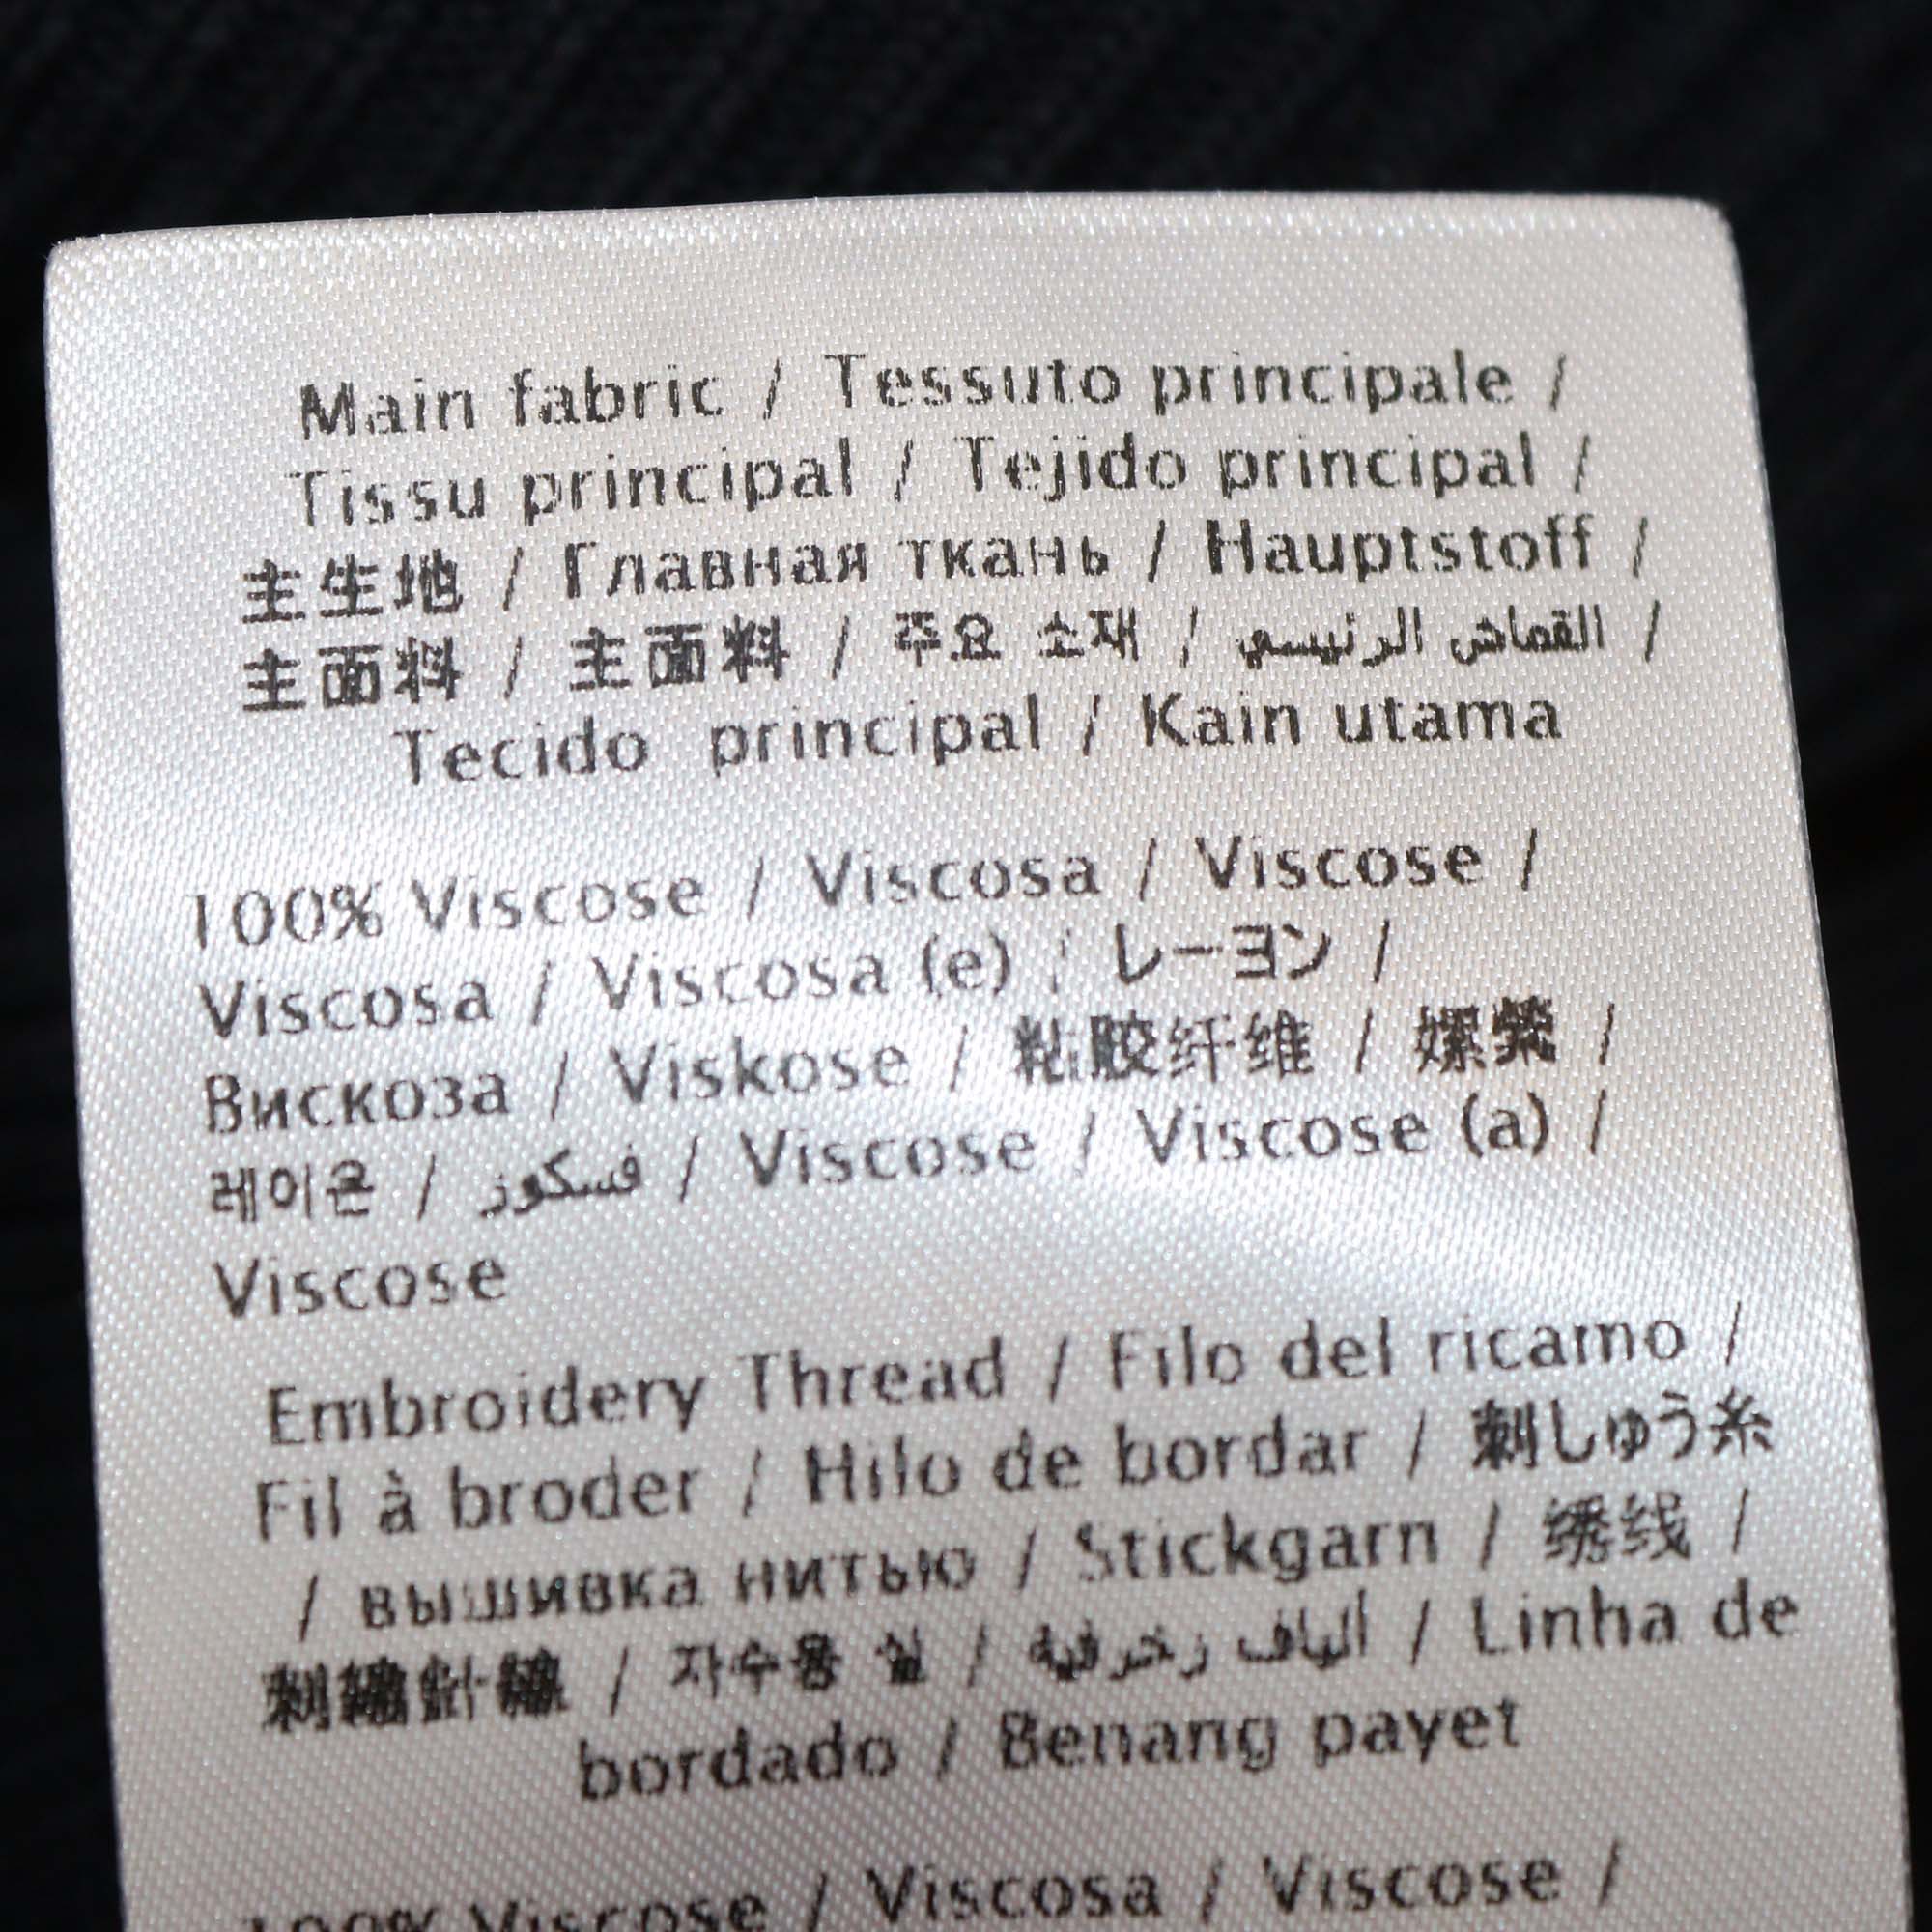 Main fabric / Tessuto principale /
Tissu principal / Tejido principal /
主生地 / Главная ткань / Hauptstoff /
主面料 / 主面料 / 주요 소재 / القماش الرئيسي /
Tecido principal / Kain utama
100% Viscose / Viscosa / Viscose /
Viscosa / Viscosa (e) / レーヨン /
Вискоза / Viskose / 粘胶纤维 / 嫘縈 /
레이온 / فسكوز / Viscose / Viscose (a) /
Viscose
Embroidery Thread / Filo del ricamo /
Fil à broder / Hilo de bordar / 刺しゅう糸
/ вышивка нитью / Stickgarn / 绣线 /
刺繡針線 / 자수용 실 / ألياف زخرفية / Linha de
bordado / Benang payet
100% Viscose / Viscosa / Viscose /